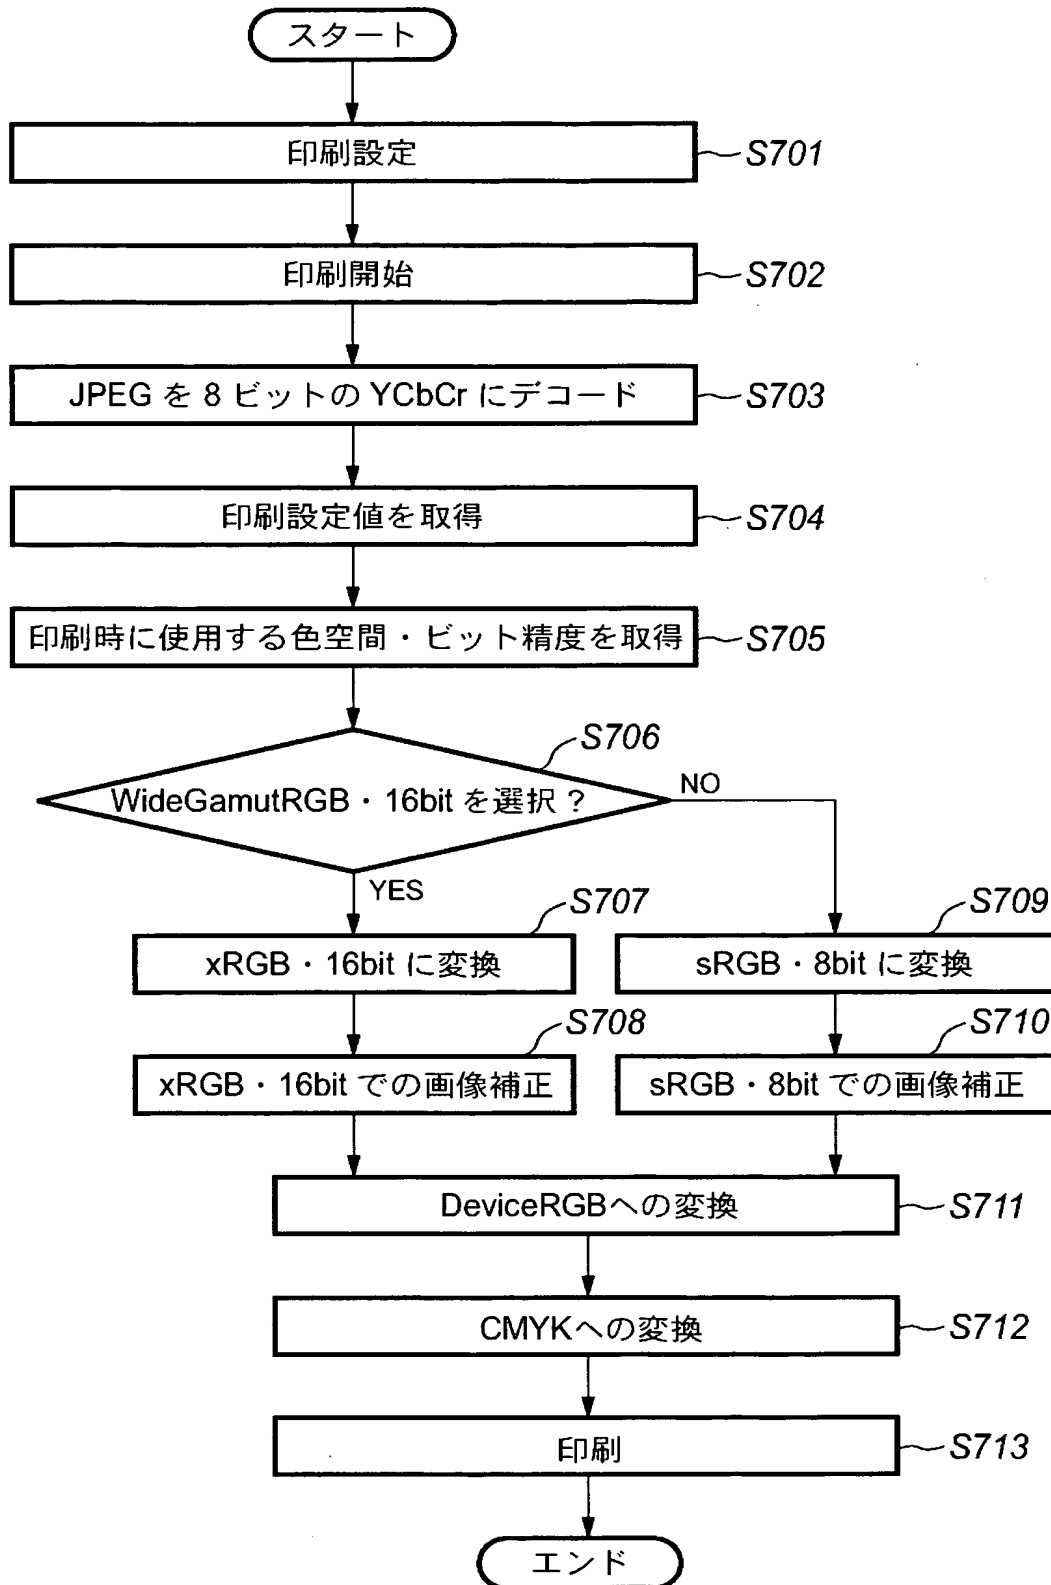 スタート
印刷設定
S701
印刷開始
S702
JPEG を 8 ビットの YCbCr にデコード
S703
印刷設定値を取得
S704
印刷時に使用する色空間・ビット精度を取得
S705
S706
WideGamutRGB・16bit を選択？
NO
YES
S707
S709
xRGB・16bit に変換
sRGB・8bit に変換
S708
S710
xRGB・16bit での画像補正
sRGB・8bit での画像補正
DeviceRGBへの変換
S711
CMYKへの変換
S712
印刷
S713
エンド